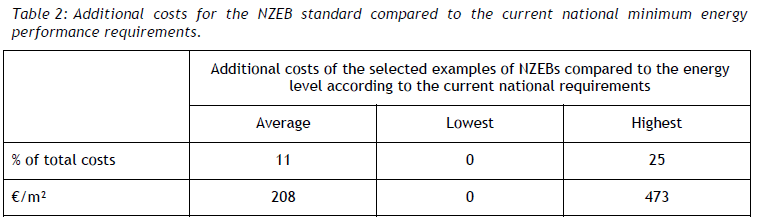 Table 2: Additional costs for the NZEB standard compared to the current national minimum energy
performance requirements.
Additional costs of the selected examples of NZEBs compared to the energy
level according to the current national requirements
Average Lowest Highest
% of total costs 11 0 25
€/m² 208 0 473